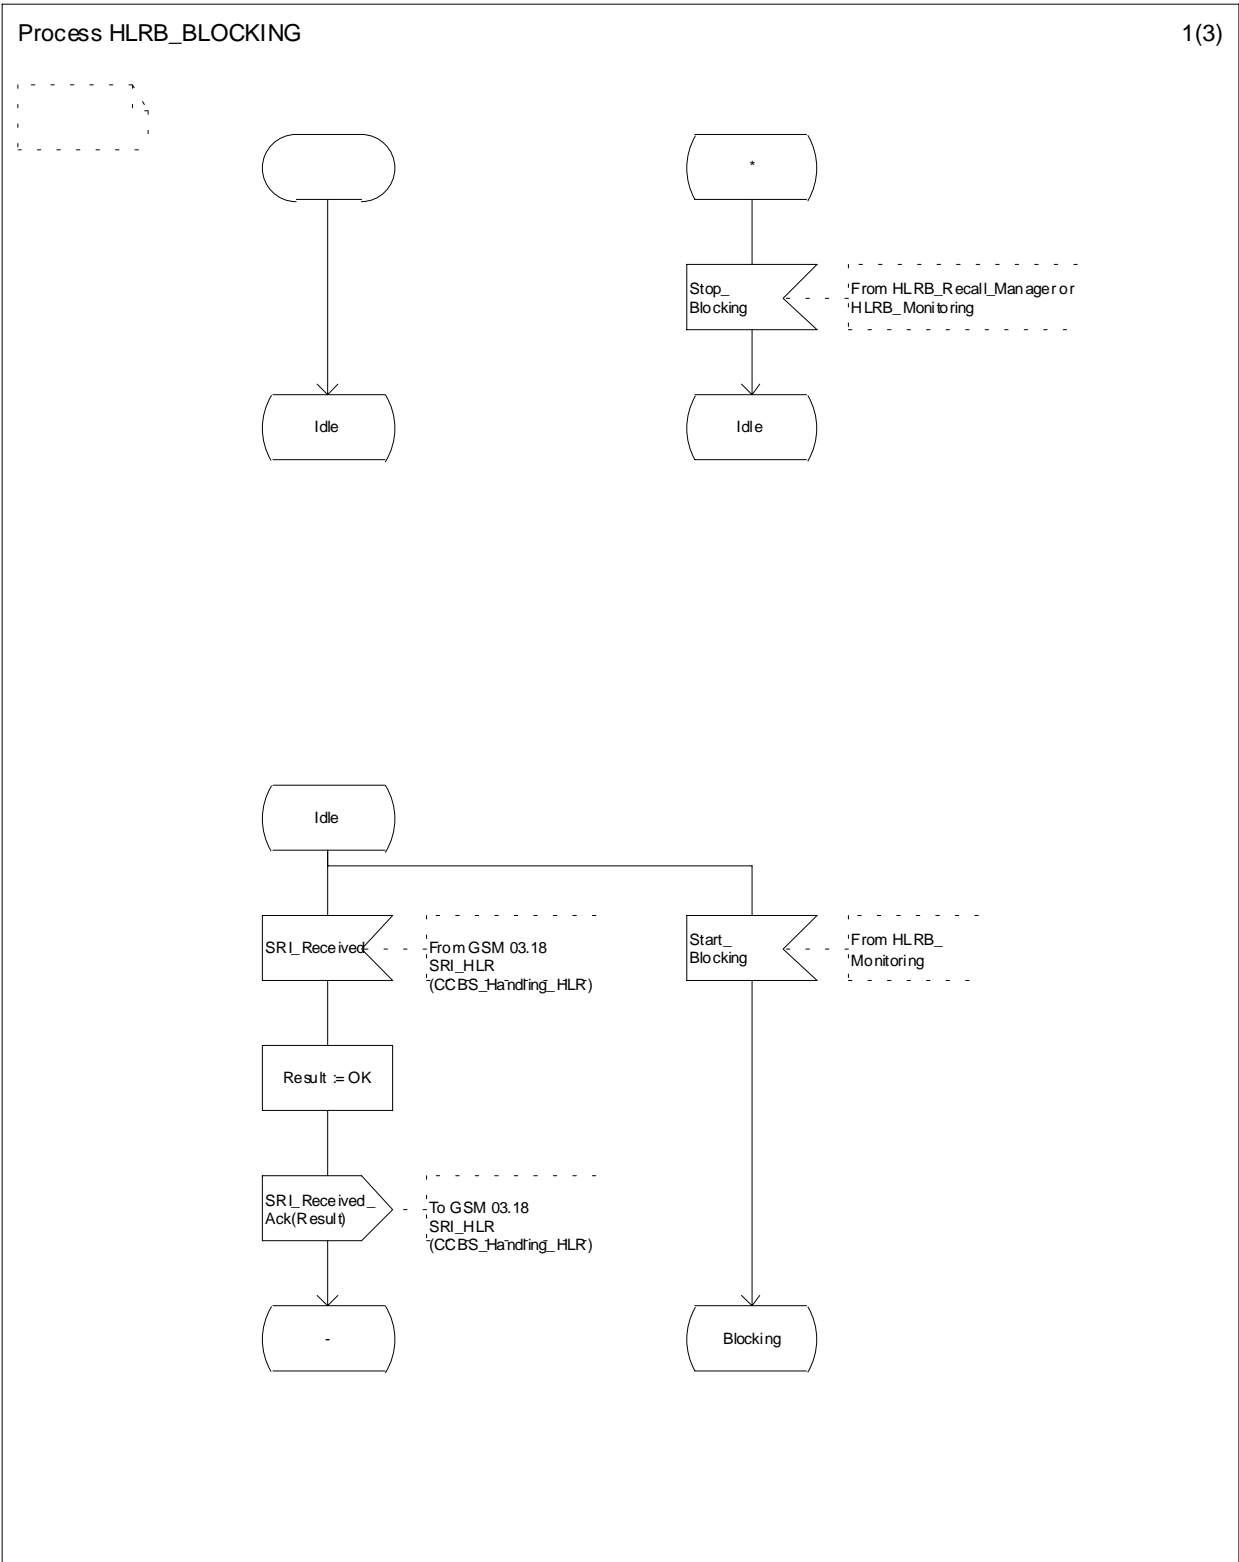 Process HLRB_BLOCKING
1(3)
*
Stop_
Blocking
From HLRB_Recall_Manager or
HLRB_Monitoring
Idle
Idle
Idle
SRI_Received
From GSM 03.18
SRI_HLR
(CCBS_Handling_HLR)
Start_
Blocking
From HLRB_
Monitoring
Result := OK
SRI_Received_
Ack(Result)
To GSM 03.18
SRI_HLR
(CCBS_Handling_HLR)
-
Blocking